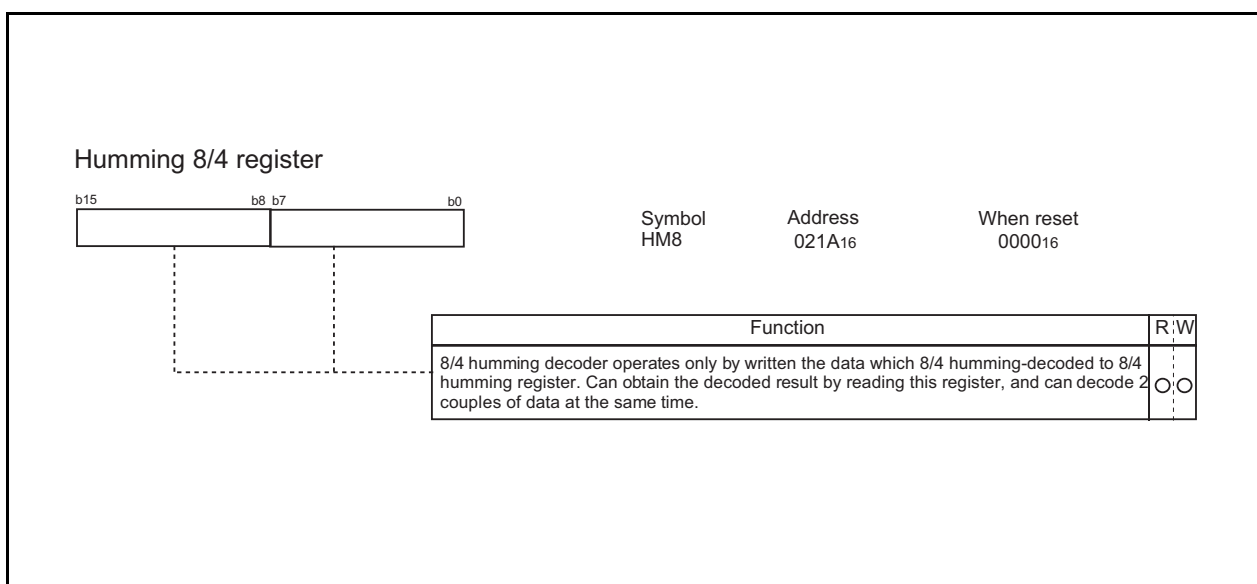 Humming 8/4 register
b15 b8 b7 b0
Symbol Address When reset
HM8 021A16 000016
Function R W
8/4 humming decoder operates only by written the data which 8/4 humming-decoded to 8/4
humming register. Can obtain the decoded result by reading this register, and can decode 2
couples of data at the same time.